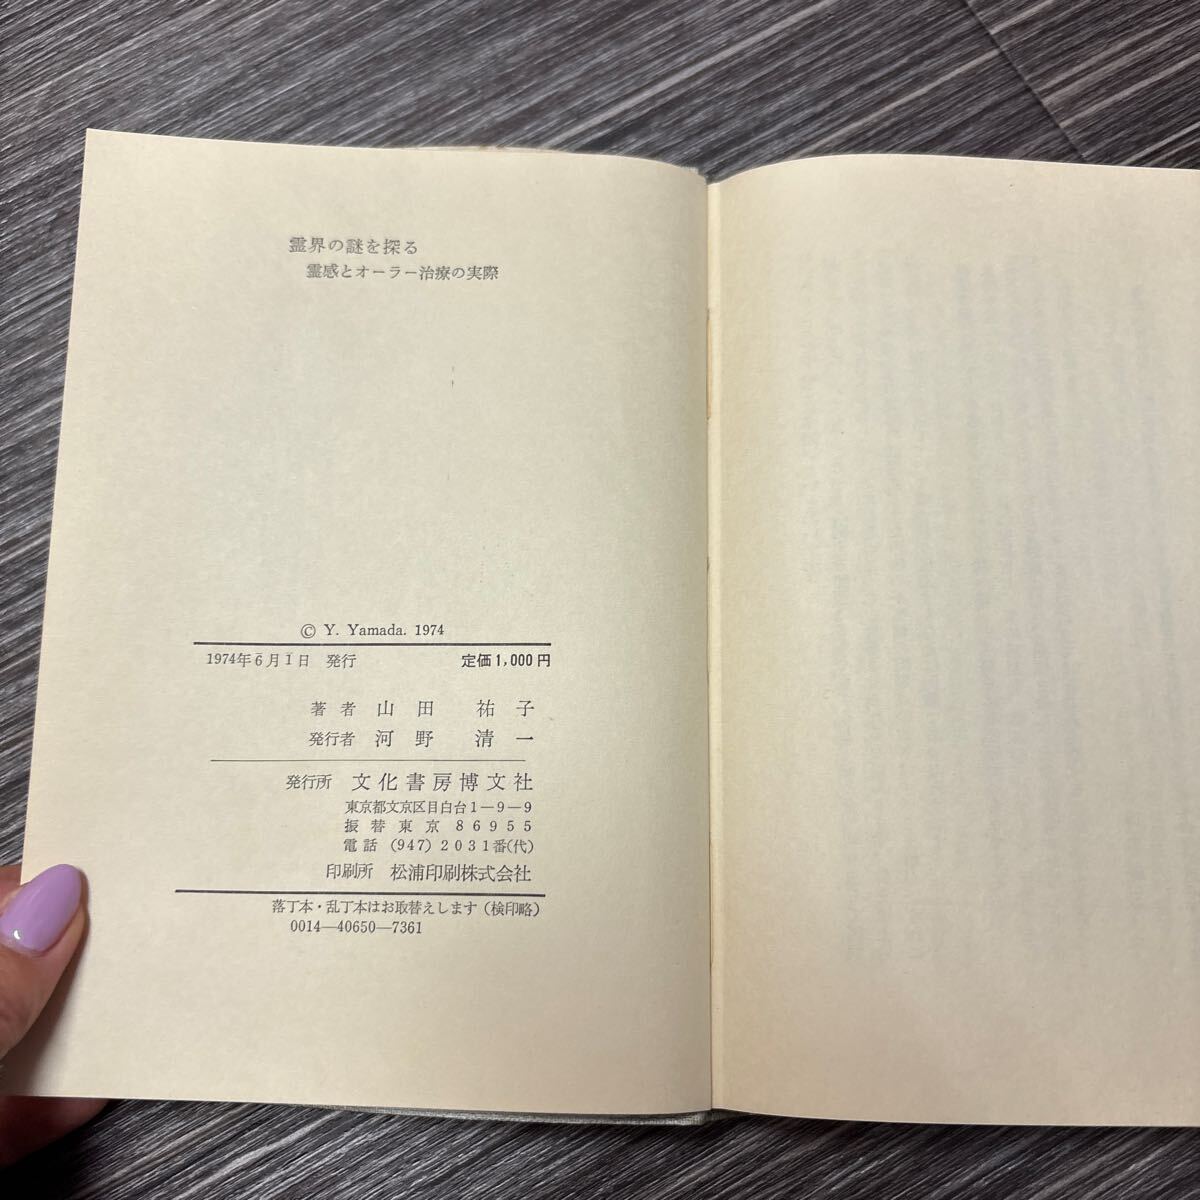 霊界の謎を探る
霊感とオーラー治療の実際
© Y. Yamada. 1974
1974年6月1日 発行 定価1,000円
著者 山田 祐子
発行者 河野 清一
発行所 文化書房博文社
東京都文京区目白台1—9—9
振替東京 86955
電話 (947) 2031番(代)
印刷所 松浦印刷株式会社
落丁本・乱丁本はお取替えします (検印略)
0014—40650—7361